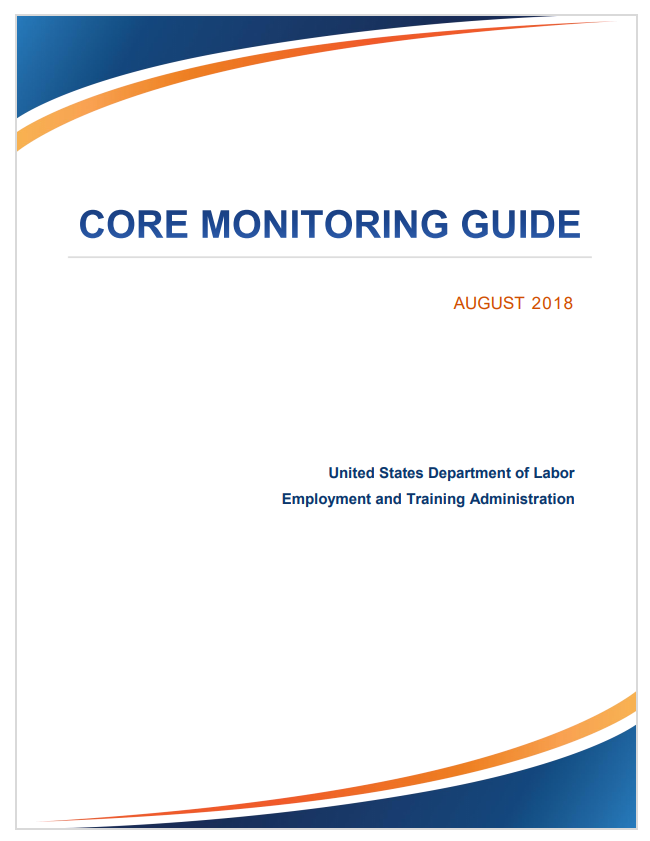 CORE MONITORING GUIDE
AUGUST 2018
United States Department of Labor
Employment and Training Administration